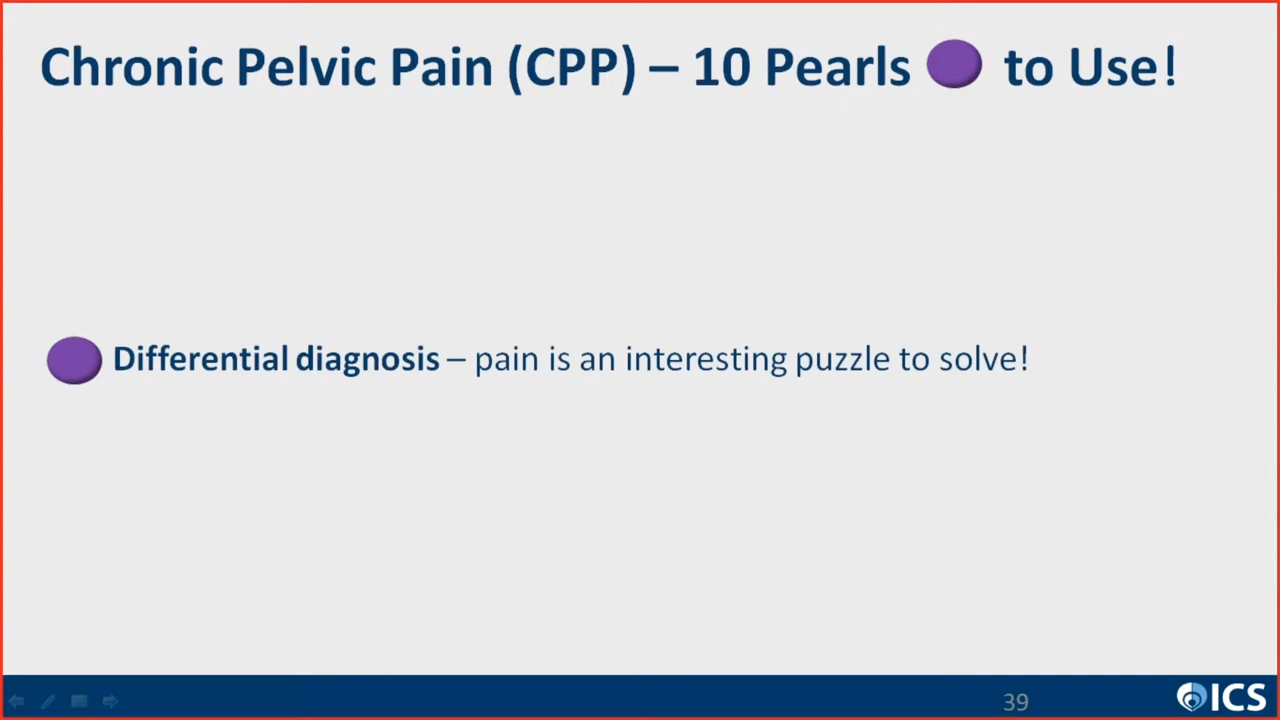 Chronic Pelvic Pain (CPP) – 10 Pearls to Use!
Differential diagnosis – pain is an interesting puzzle to solve!
39
ICS